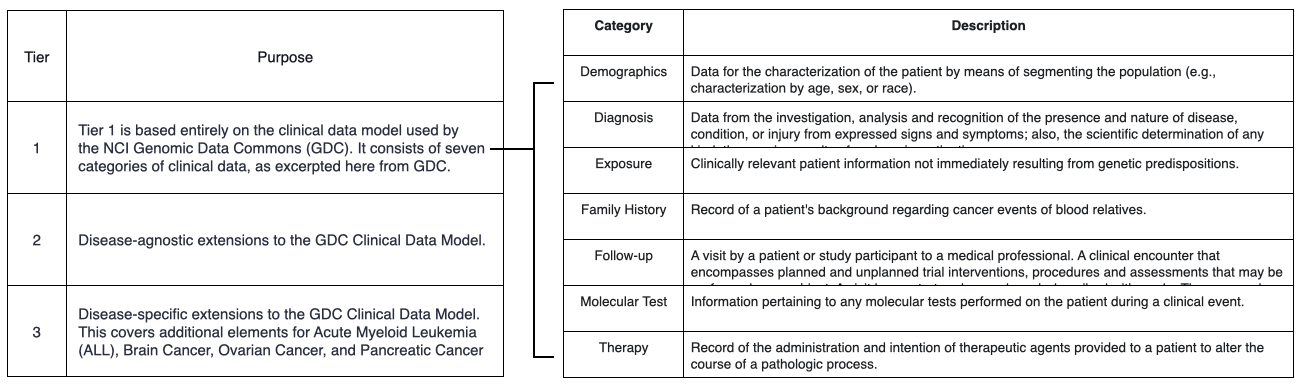 Tier
Purpose
1
Tier 1 is based entirely on the clinical data model used by
the NCI Genomic Data Commons (GDC). It consists of seven
categories of clinical data, as excerpted here from GDC.
2
Disease-agnostic extensions to the GDC Clinical Data Model.
3
Disease-specific extensions to the GDC Clinical Data Model.
This covers additional elements for Acute Myeloid Leukemia
(ALL), Brain Cancer, Ovarian Cancer, and Pancreatic Cancer
Category
Description
Demographics
Data for the characterization of the patient by means of segmenting the population (e.g.,
characterization by age, sex, or race).
Diagnosis
Data from the investigation, analysis and recognition of the presence and nature of disease,
condition, or injury from expressed signs and symptoms; also, the scientific determination of any
Exposure
Clinically relevant patient information not immediately resulting from genetic predispositions.
Family History
Record of a patient's background regarding cancer events of blood relatives.
Follow-up
A visit by a patient or study participant to a medical professional. A clinical encounter that
encompasses planned and unplanned trial interventions, procedures and assessments that may be
Molecular Test
Information pertaining to any molecular tests performed on the patient during a clinical event.
Therapy
Record of the administration and intention of therapeutic agents provided to a patient to alter the
course of a pathologic process.